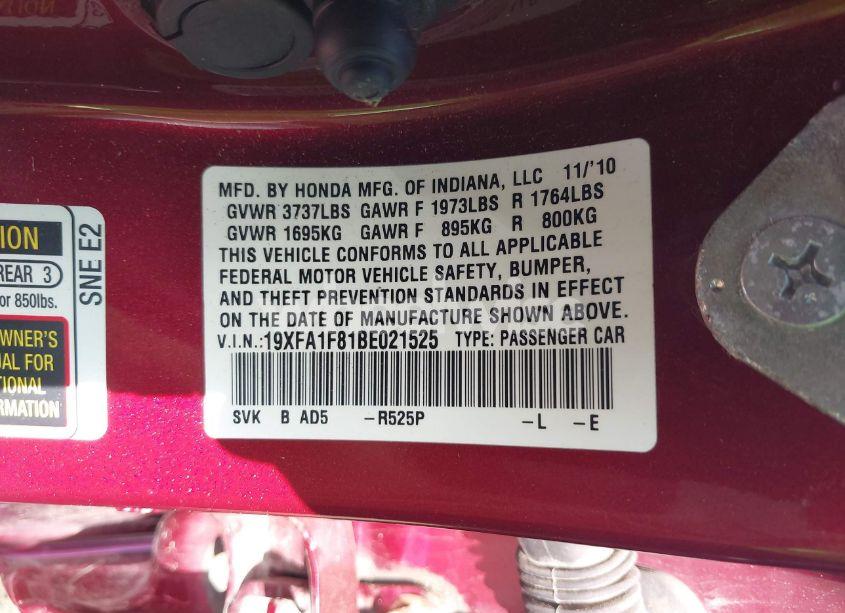 MFD. BY HONDA MFG. OF INDIANA, LLC 11/'10
GVWR 3737LBS GAWR F 1973LBS R 1764LBS
GVWR 1695KG GAWR F 895KG R 800KG
THIS VEHICLE CONFORMS TO ALL APPLICABLE
FEDERAL MOTOR VEHICLE SAFETY, BUMPER,
AND THEFT PREVENTION STANDARDS IN EFFECT
ON THE DATE OF MANUFACTURE SHOWN ABOVE.
V.I.N.:19XFA1F81BE021525 TYPE: PASSENGER CAR
SVK B AD5 -R525P -L -E
ION
REAR 3
or 850lbs.
SNE E2
OWNER'S
UAL FOR
TIONAL
ORMATION